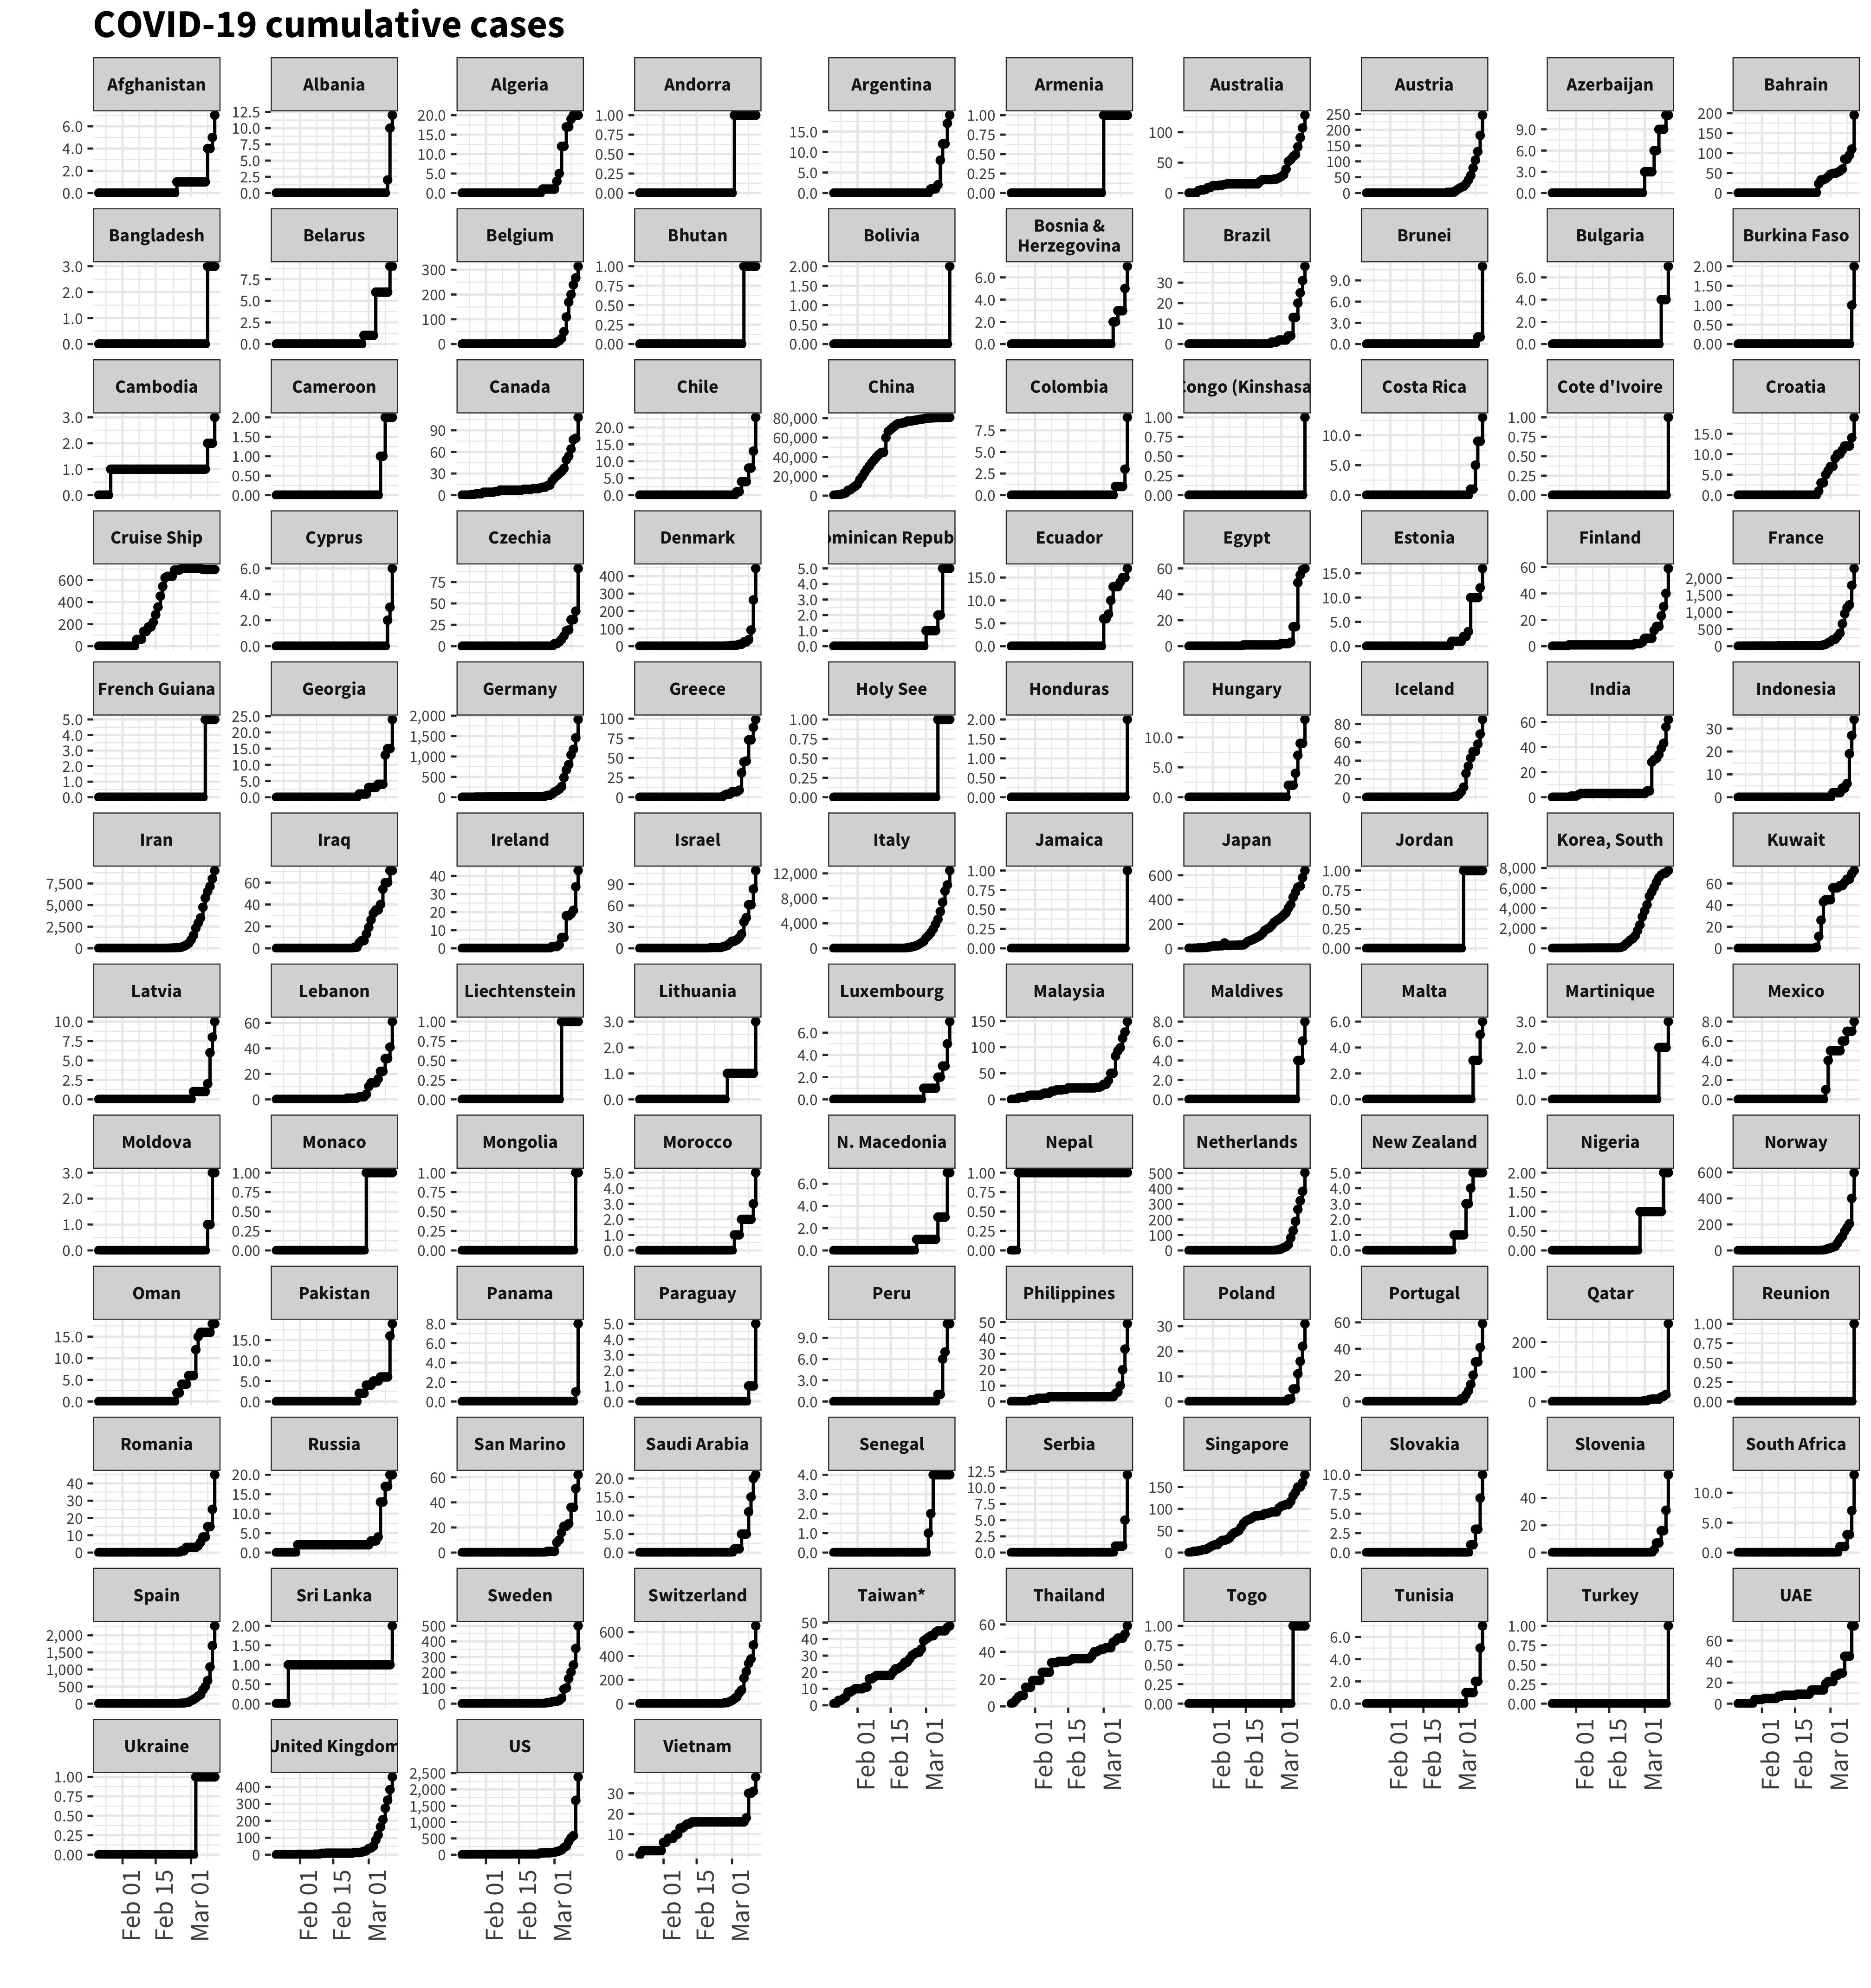 COVID-19 cumulative cases
Afghanistan
6.0 4.0 2.0 0.0
Albania
12.5 10.0 7.5 5.0 2.5 0.0
Algeria
20.0 15.0 10.0 5.0 0.0
Andorra
1.00 0.75 0.50 0.25 0.00
Argentina
15.0 10.0 5.0 0.0
Armenia
1.00 0.75 0.50 0.25 0.00
Australia
100 50 0
Austria
250 200 150 100 50 0
Azerbaijan
9.0 6.0 3.0 0.0
Bahrain
200 150 100 50 0
Bangladesh
3.0 2.0 1.0 0.0
Belarus
7.5 5.0 2.5 0.0
Belgium
300 200 100 0
Bhutan
1.00 0.75 0.50 0.25 0.00
Bolivia
2.00 1.50 1.00 0.50 0.00
Bosnia &
Herzegovina
6.0 4.0 2.0 0.0
Brazil
30 20 10 0
Brunei
9.0 6.0 3.0 0.0
Bulgaria
6.0 4.0 2.0 0.0
Burkina Faso
2.00 1.50 1.00 0.50 0.00
Cambodia
3.0 2.0 1.0 0.0
Cameroon
2.00 1.50 1.00 0.50 0.00
Canada
90 60 30 0
Chile
20.0 15.0 10.0 5.0 0.0
China
80,000 60,000 40,000 20,000 0
Colombia
7.5 5.0 2.5 0.0
Congo (Kinshasa
1.00 0.75 0.50 0.25 0.00
Costa Rica
10.0 5.0 0.0
Cote d'Ivoire
1.00 0.75 0.50 0.25 0.00
Croatia
15.0 10.0 5.0 0.0
Cruise Ship
600 400 200 0
Cyprus
6.0 4.0 2.0 0.0
Czechia
75 50 25 0
Denmark
400 300 200 100 0
ominican Repub
5.0 4.0 3.0 2.0 1.0 0.0
Ecuador
15.0 10.0 5.0 0.0
Egypt
60 40 20 0
Estonia
15.0 10.0 5.0 0.0
Finland
60 40 20 0
France
2,000 1,500 1,000 500 0
French Guiana
5.0 4.0 3.0 2.0 1.0 0.0
Georgia
25.0 20.0 15.0 10.0 5.0 0.0
Germany
2,000 1,500 1,000 500 0
Greece
100 75 50 25 0
Holy See
1.00 0.75 0.50 0.25 0.00
Honduras
2.00 1.50 1.00 0.50 0.00
Hungary
10.0 5.0 0.0
Iceland
80 60 40 20 0
India
60 40 20 0
Indonesia
30 20 10 0
Iran
7,500 5,000 2,500 0
Iraq
60 40 20 0
Ireland
40 30 20 10 0
Israel
90 60 30 0
Italy
12,000 8,000 4,000 0
Jamaica
1.00 0.75 0.50 0.25 0.00
Japan
600 400 200 0
Jordan
1.00 0.75 0.50 0.25 0.00
Korea, South
8,000 6,000 4,000 2,000 0
Kuwait
60 40 20 0
Latvia
10.0 7.5 5.0 2.5 0.0
Lebanon
60 40 20 0
Liechtenstein
1.00 0.75 0.50 0.25 0.00
Lithuania
3.0 2.0 1.0 0.0
Luxembourg
6.0 4.0 2.0 0.0
Malaysia
150 100 50 0
Maldives
8.0 6.0 4.0 2.0 0.0
Malta
6.0 4.0 2.0 0.0
Martinique
3.0 2.0 1.0 0.0
Mexico
8.0 6.0 4.0 2.0 0.0
Moldova
3.0 2.0 1.0 0.0
Monaco
1.00 0.75 0.50 0.25 0.00
Mongolia
1.00 0.75 0.50 0.25 0.00
Morocco
5.0 4.0 3.0 2.0 1.0 0.0
N. Macedonia
6.0 4.0 2.0 0.0
Nepal
1.00 0.75 0.50 0.25 0.00
Netherlands
500 400 300 200 100 0
New Zealand
5.0 4.0 3.0 2.0 1.0 0.0
Nigeria
2.00 1.50 1.00 0.50 0.00
Norway
600 400 200 0
Oman
15.0 10.0 5.0 0.0
Pakistan
15.0 10.0 5.0 0.0
Panama
8.0 6.0 4.0 2.0 0.0
Paraguay
5.0 4.0 3.0 2.0 1.0 0.0
Peru
9.0 6.0 3.0 0.0
Philippines
50 40 30 20 10 0
Poland
30 20 10 0
Portugal
60 40 20 0
Qatar
200 100 0
Reunion
1.00 0.75 0.50 0.25 0.00
Romania
40 30 20 10 0
Russia
20.0 15.0 10.0 5.0 0.0
San Marino
60 40 20 0
Saudi Arabia
20.0 15.0 10.0 5.0 0.0
Senegal
4.0 3.0 2.0 1.0 0.0
Serbia
12.5 10.0 7.5 5.0 2.5 0.0
Singapore
150 100 50 0
Slovakia
10.0 7.5 5.0 2.5 0.0
Slovenia
40 20 0
South Africa
10.0 5.0 0.0
Spain
2,000 1,500 1,000 500 0
Sri Lanka
2.00 1.50 1.00 0.50 0.00
Sweden
500 400 300 200 100 0
Switzerland
600 400 200 0
Taiwan*
50 40 30 20 10 0
Feb 01 Feb 15 Mar 01
Thailand
60 40 20 0
Feb 01 Feb 15 Mar 01
Togo
1.00 0.75 0.50 0.25 0.00
Feb 01 Feb 15 Mar 01
Tunisia
6.0 4.0 2.0 0.0
Feb 01 Feb 15 Mar 01
Turkey
1.00 0.75 0.50 0.25 0.00
Feb 01 Feb 15 Mar 01
UAE
60 40 20 0
Feb 01 Feb 15 Mar 01
Ukraine
1.00 0.75 0.50 0.25 0.00
Feb 01 Feb 15 Mar 01
United Kingdom
400 300 200 100 0
Feb 01 Feb 15 Mar 01
US
2,500 2,000 1,500 1,000 500 0
Feb 01 Feb 15 Mar 01
Vietnam
30 20 10 0
Feb 01 Feb 15 Mar 01